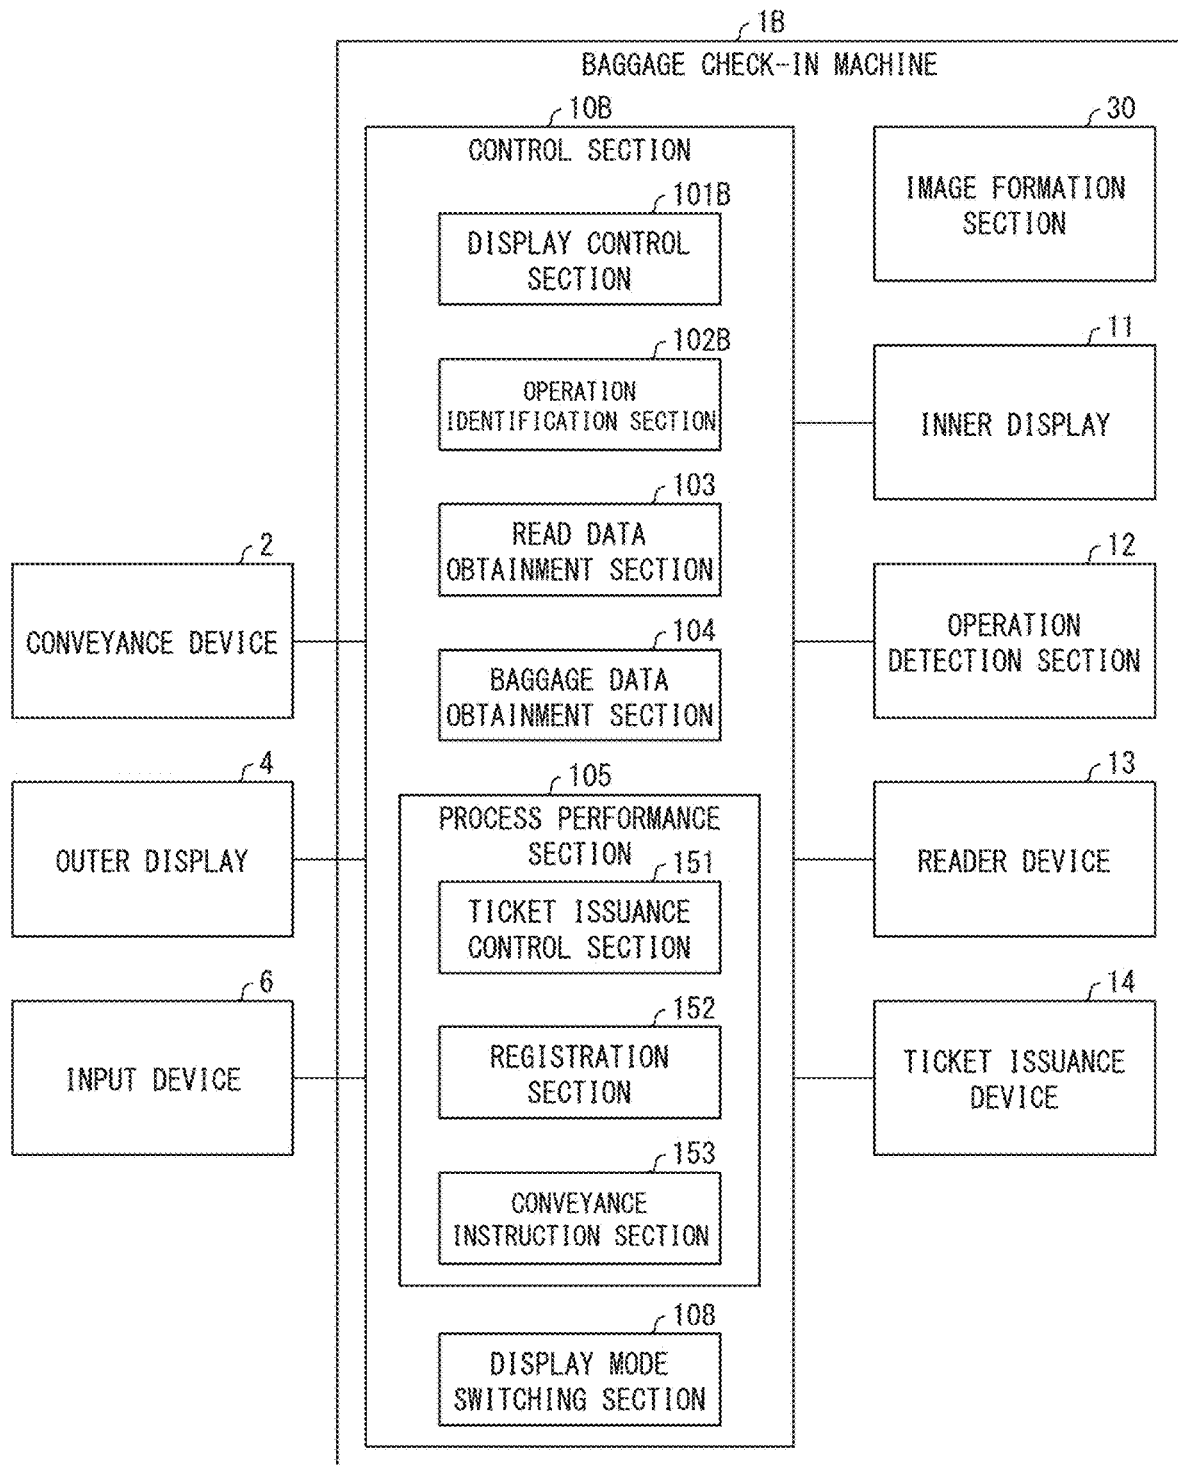 1B
BAGGAGE CHECK-IN MACHINE
10B
CONTROL SECTION
101B
DISPLAY CONTROL
SECTION
102B
OPERATION
IDENTIFICATION SECTION
103
READ DATA
OBTAINMENT SECTION
104
BAGGAGE DATA
OBTAINMENT SECTION
105
PROCESS PERFORMANCE
SECTION
151
TICKET ISSUANCE
CONTROL SECTION
152
REGISTRATION
SECTION
153
CONVEYANCE
INSTRUCTION SECTION
108
DISPLAY MODE
SWITCHING SECTION
2
CONVEYANCE DEVICE
4
OUTER DISPLAY
6
INPUT DEVICE
30
IMAGE FORMATION
SECTION
11
INNER DISPLAY
12
OPERATION
DETECTION SECTION
13
READER DEVICE
14
TICKET ISSUANCE
DEVICE